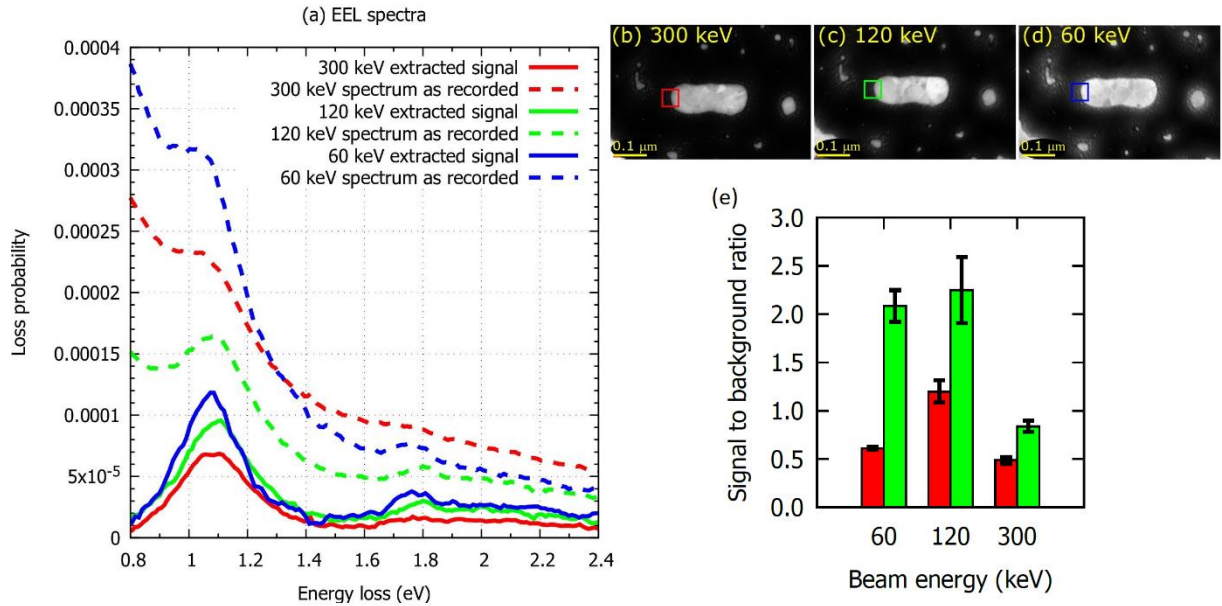 (a) EEL spectra
0.0004
0.00035
0.0003
0.00025
0.0002
0.00015
0.0001
5x10⁻⁵
0
Loss probability
300 keV extracted signal
300 keV spectrum as recorded
120 keV extracted signal
120 keV spectrum as recorded
60 keV extracted signal
60 keV spectrum as recorded
0.8 1 1.2 1.4 1.6 1.8 2 2.2 2.4
Energy loss (eV)
(b) 300 keV
0.1 μm
(c) 120 keV
0.1 μm
(d) 60 keV
0.1 μm
(e)
3.0
2.5
2.0
1.5
1.0
0.5
0.0
Signal to background ratio
60 120 300
Beam energy (keV)